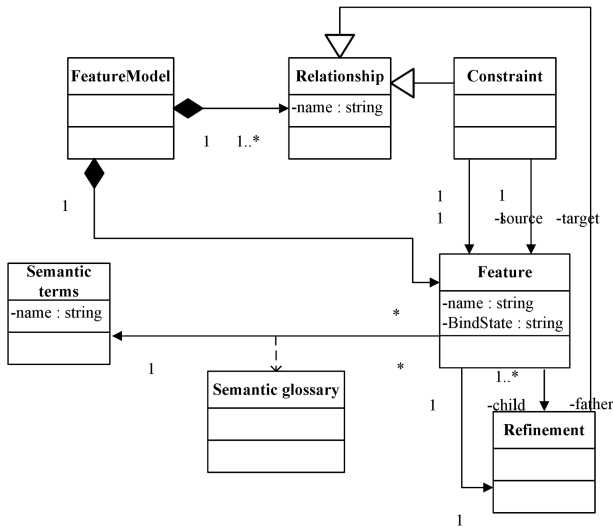 FeatureModel
Relationship
-name : string
Constraint
1
1..*
1
1
1
1
-source
-target
Feature
-name : string
-BindState : string
Semantic
terms
-name : string
*
1
*
Semantic glossary
1..*
1
-child
-father
Refinement
1